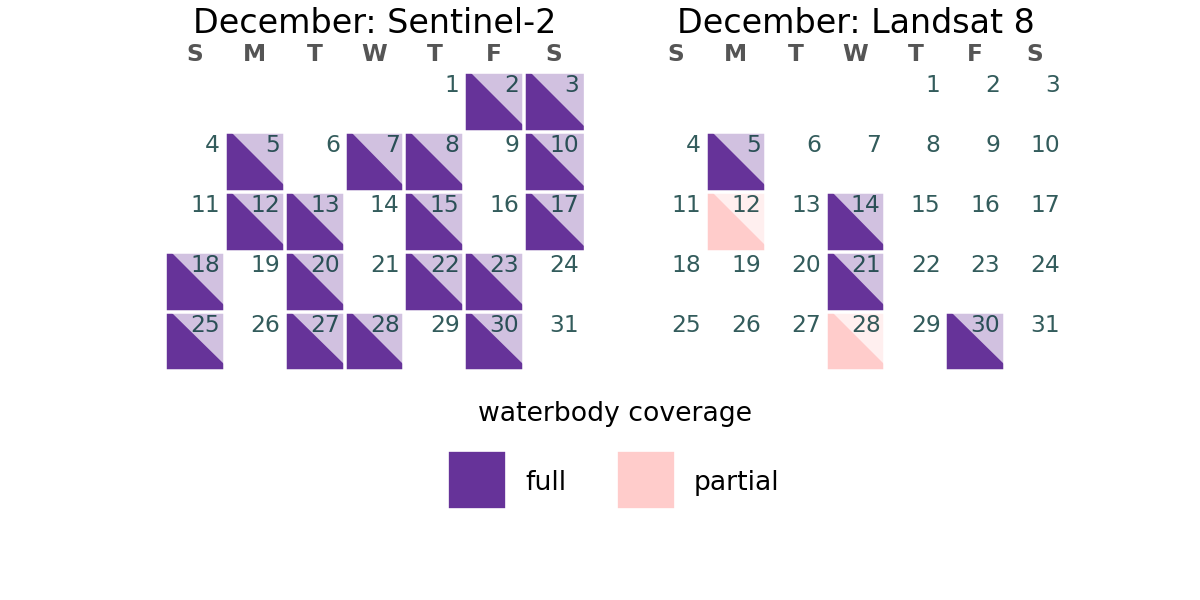 December: Sentinel-2
S M T W T F S
1 2 3
4 5 6 7 8 9 10
11 12 13 14 15 16 17
18 19 20 21 22 23 24
25 26 27 28 29 30 31
December: Landsat 8
S M T W T F S
1 2 3
4 5 6 7 8 9 10
11 12 13 14 15 16 17
18 19 20 21 22 23 24
25 26 27 28 29 30 31
waterbody coverage
full
partial